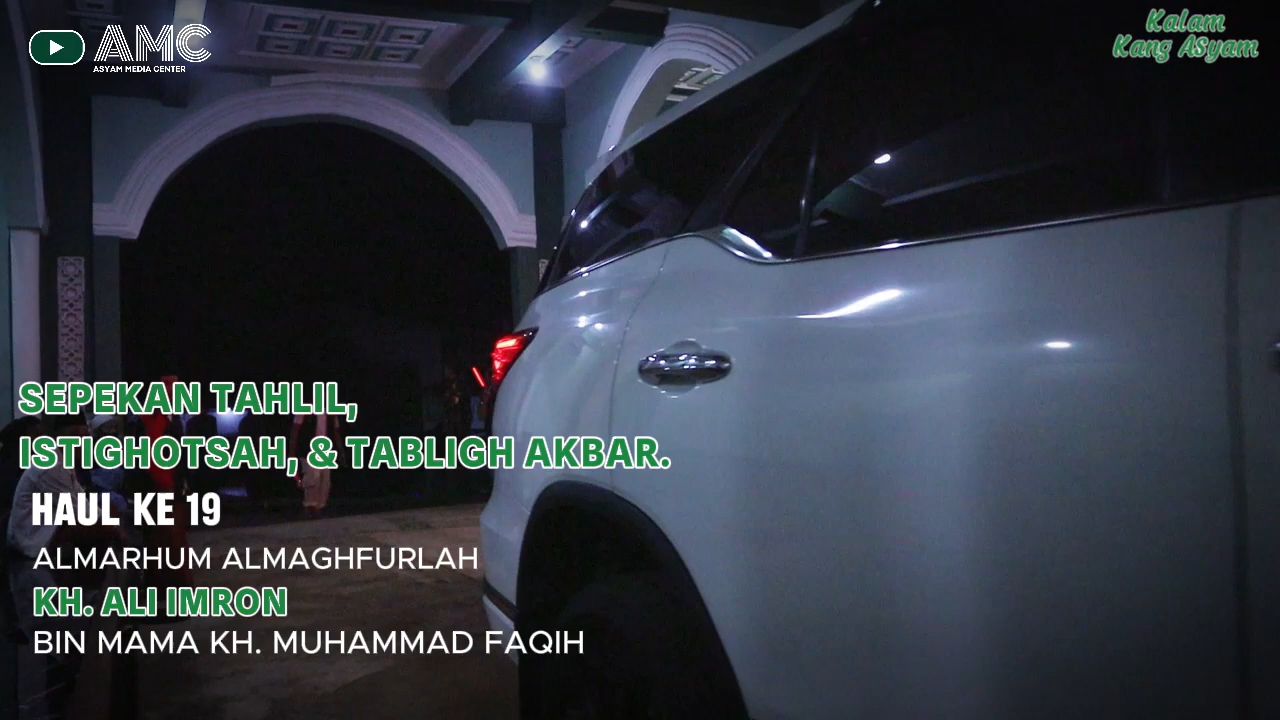 AMC
ASYAM MEDIA CENTER
Kalam
Kang ASyam
SEPEKAN TAHLIL,
ISTIGHOTSAH, & TABLIGH AKBAR.
HAUL KE 19
ALMARHUM ALMAGHFURLAH
KH. ALI IMRON
BIN MAMA KH. MUHAMMAD FAQIH